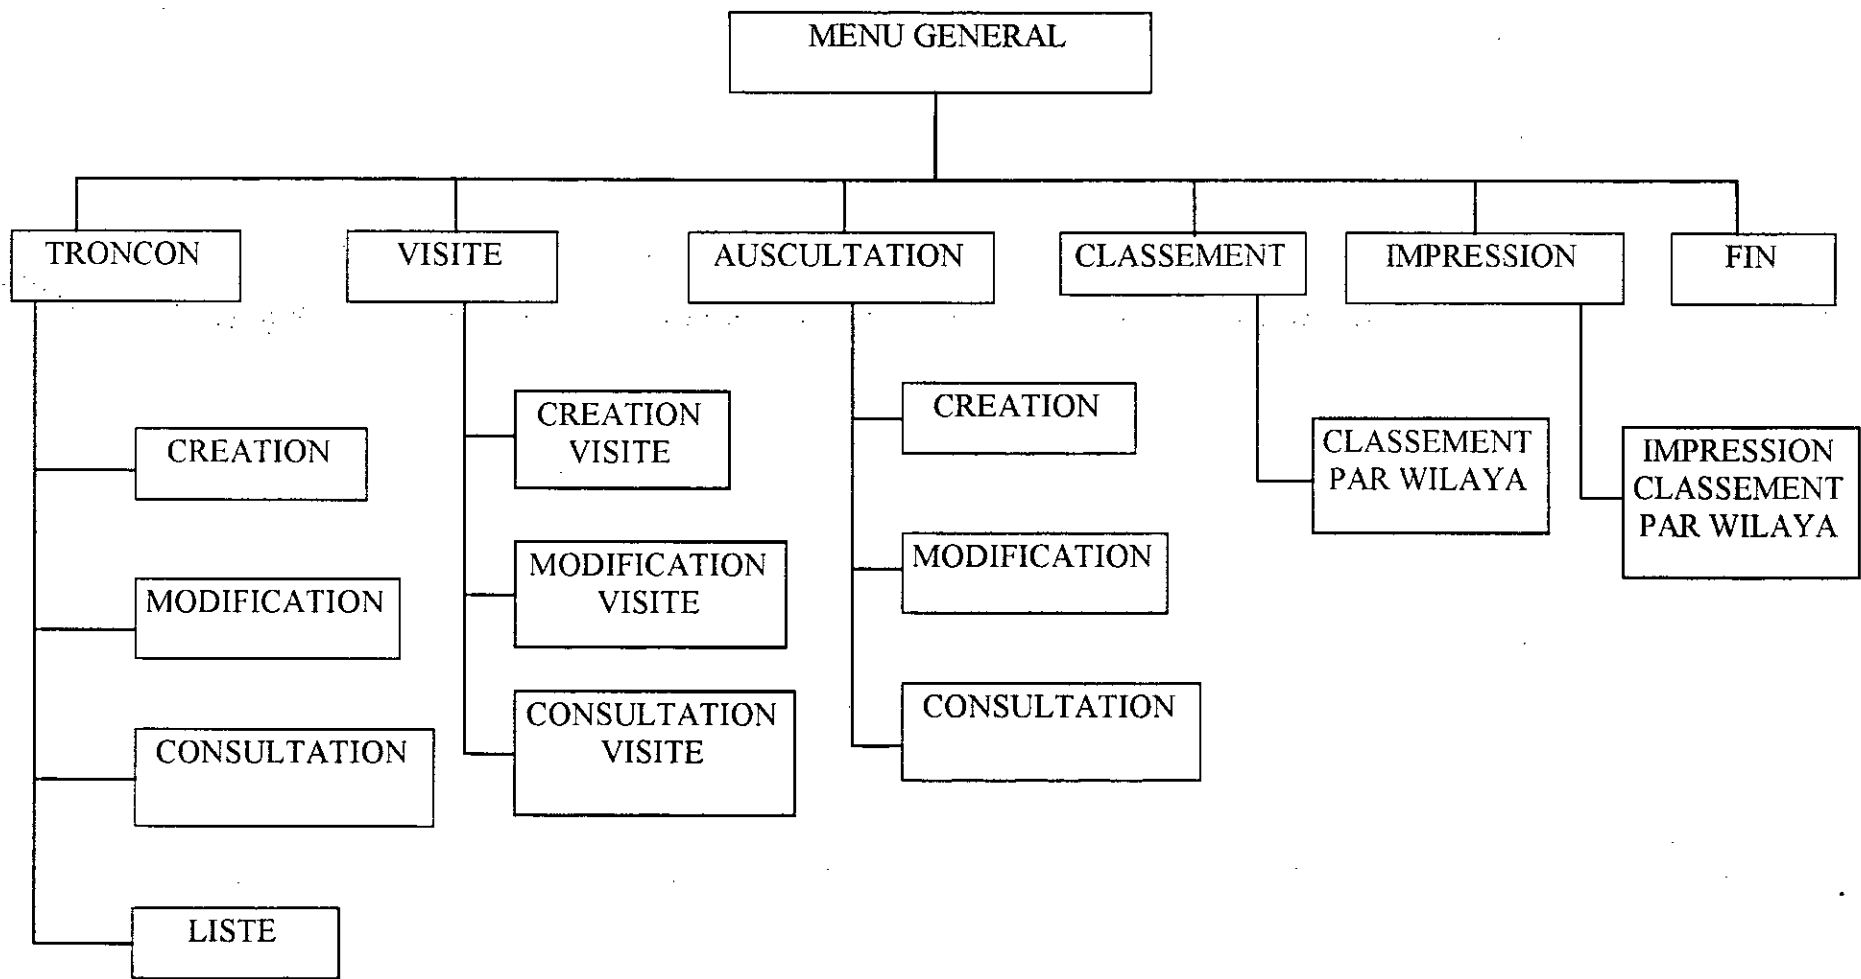 MENU GENERAL
TRONCON
VISITE
AUSCULTATION
CLASSEMENT
IMPRESSION
FIN
CREATION
MODIFICATION
CONSULTATION
LISTE
CREATION
VISITE
MODIFICATION
VISITE
CONSULTATION
VISITE
CREATION
MODIFICATION
CONSULTATION
CLASSEMENT
PAR WILAYA
IMPRESSION
CLASSEMENT
PAR WILAYA